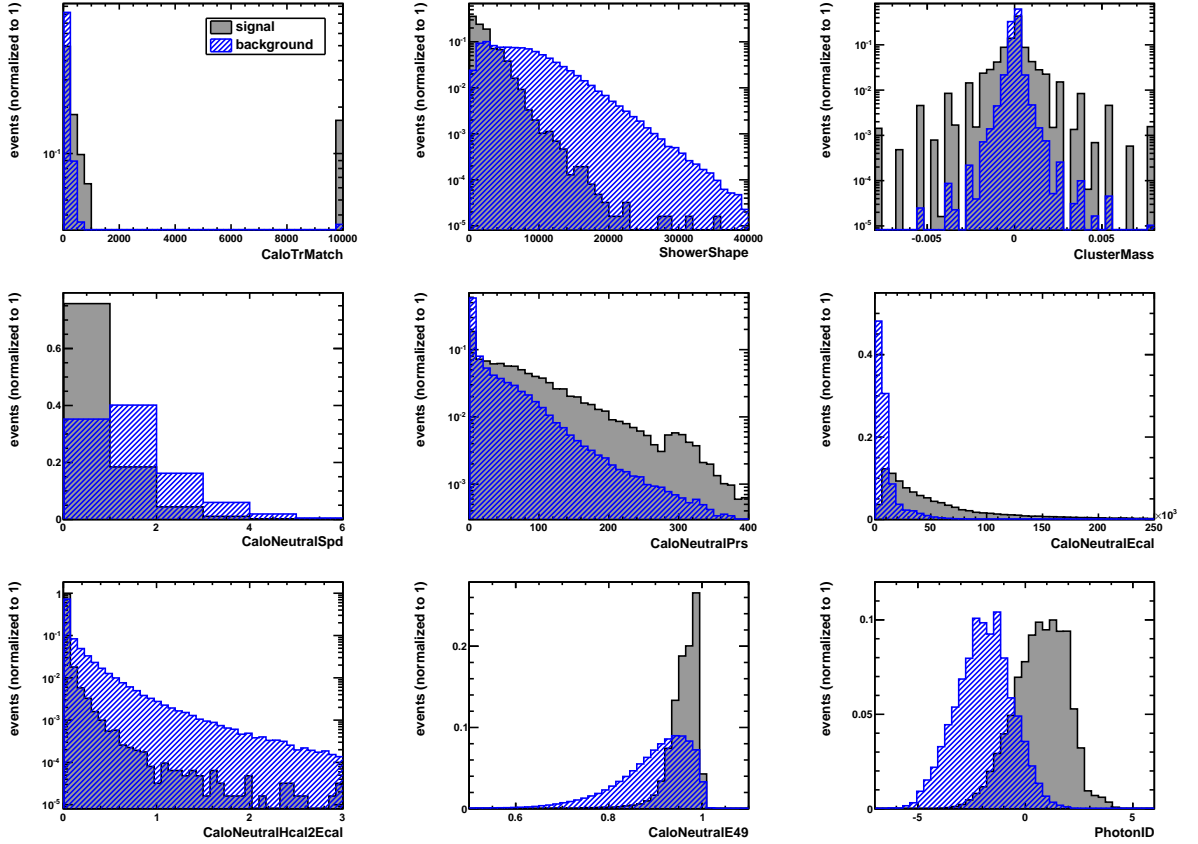 signal
background
events (normalized to 1)
10⁻¹
0 2000 4000 6000 8000 10000
CaloTrMatch
events (normalized to 1)
10⁻¹
10⁻²
10⁻³
10⁻⁴
10⁻⁵
0 10000 20000 30000 40000
ShowerShape
events (normalized to 1)
10⁻¹
10⁻²
10⁻³
10⁻⁴
10⁻⁵
-0.005 0 0.005
ClusterMass
events (normalized to 1)
0.6
0.4
0.2
0
0 2 4 6
CaloNeutralSpd
events (normalized to 1)
10⁻¹
10⁻²
10⁻³
0 100 200 300 400
CaloNeutralPrs
events (normalized to 1)
0.4
0.2
0
0 50 100 150 200 250
×10³
CaloNeutralEcal
events (normalized to 1)
1
10⁻¹
10⁻²
10⁻³
10⁻⁴
10⁻⁵
0 1 2 3
CaloNeutralHcal2Ecal
events (normalized to 1)
0.2
0.1
0
0.6 0.8 1
CaloNeutralE49
events (normalized to 1)
0.1
0.05
0
-5 0 5
PhotonID